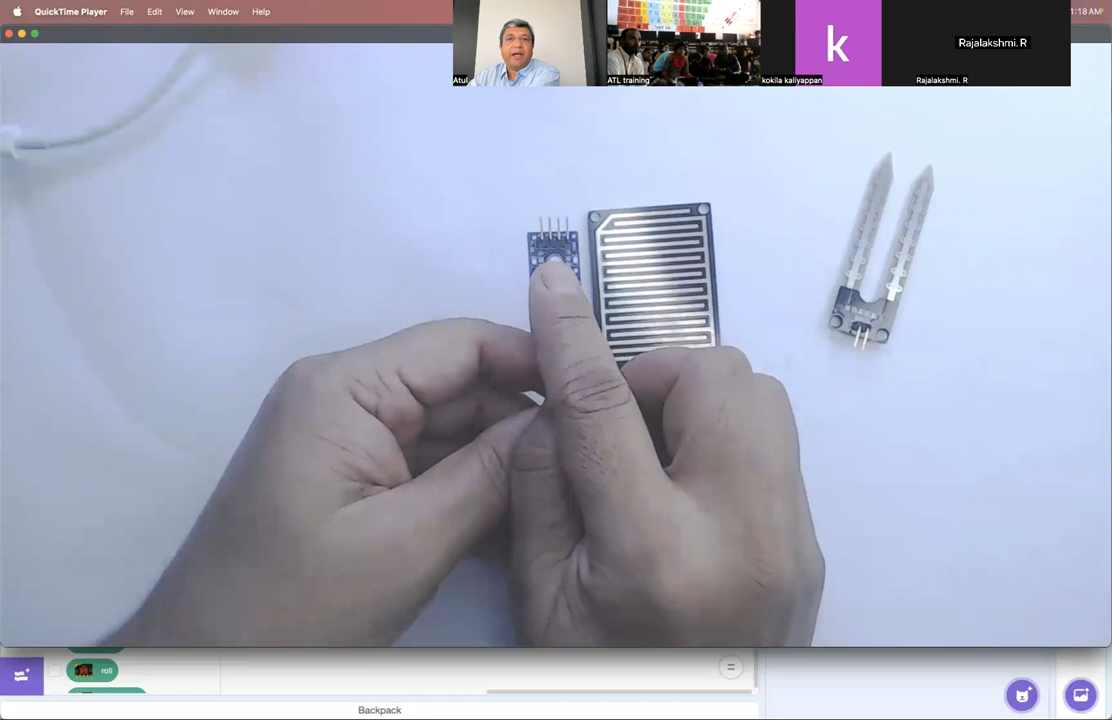 QuickTime Player File Edit View Window Help
1:18 AM
k
Rajalakshmi. R
Atul
ATL training
kokila kaliyappan
Rajalakshmi. R
roll
=
Backpack